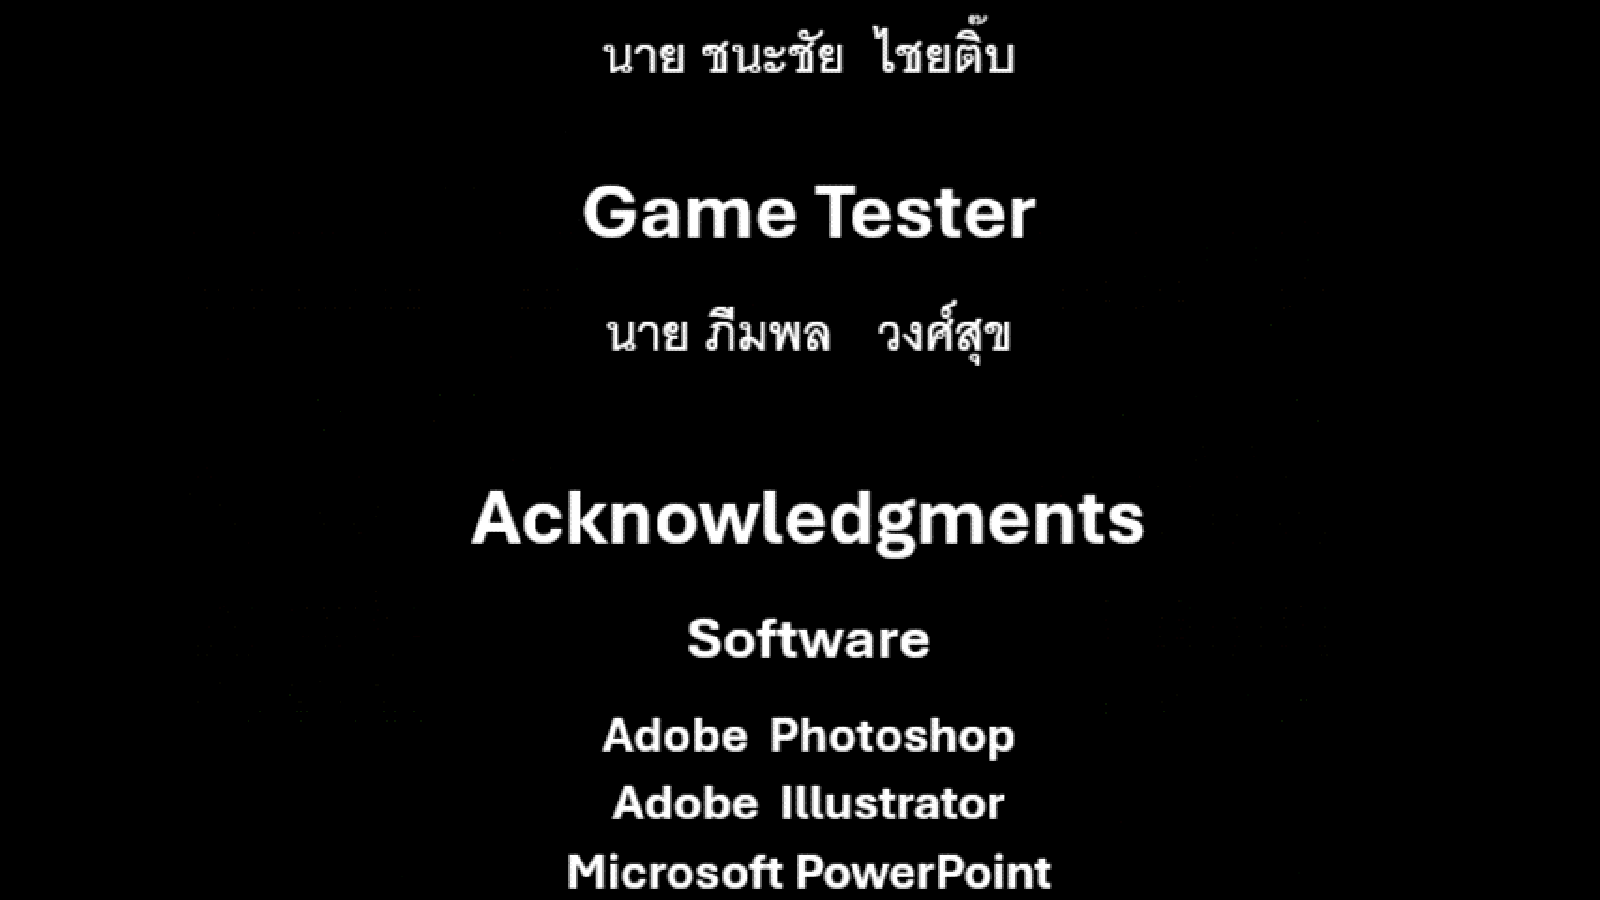 นาย ชนะชัย ไชยติ๊บ
Game Tester
นาย ภีมพล วงศ์สุข
Acknowledgments
Software
Adobe Photoshop
Adobe Illustrator
Microsoft PowerPoint